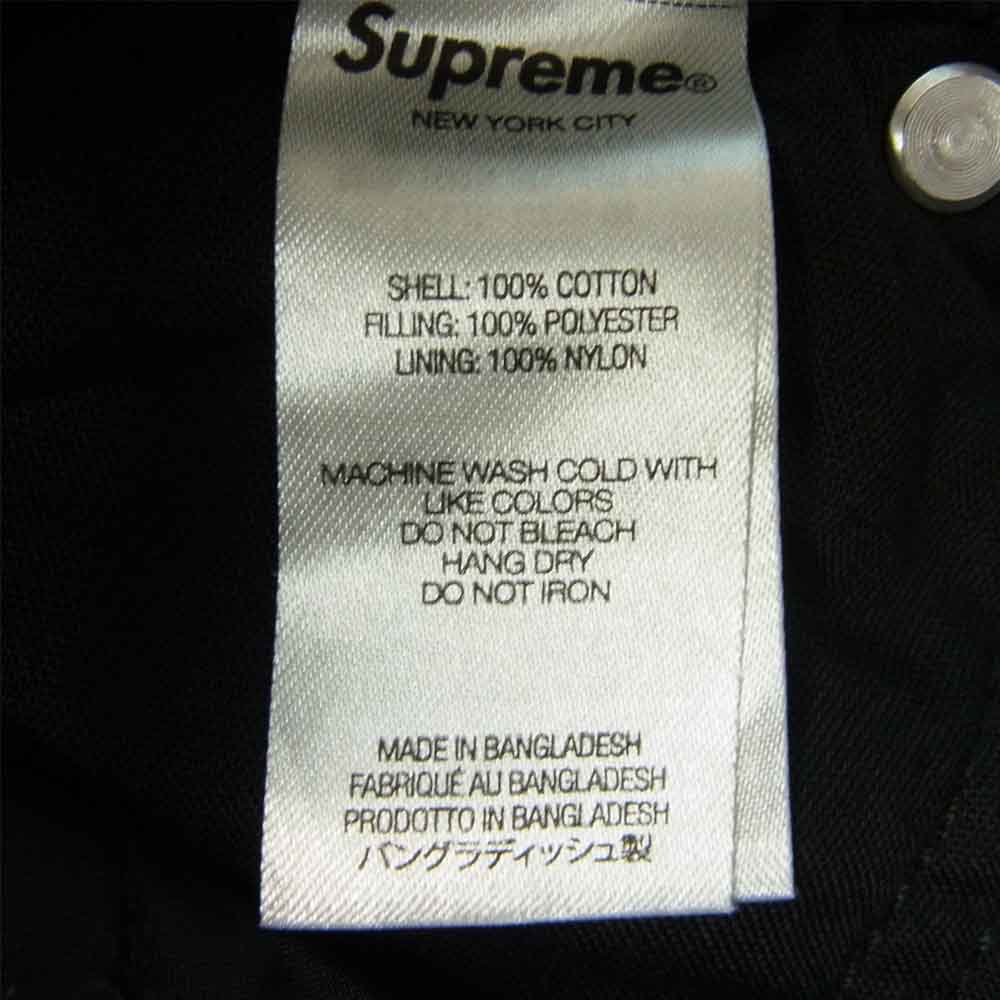 Supreme®
NEW YORK CITY
SHELL: 100% COTTON
FILLING: 100% POLYESTER
LINING: 100% NYLON
MACHINE WASH COLD WITH
LIKE COLORS
DO NOT BLEACH
HANG DRY
DO NOT IRON
MADE IN BANGLADESH
FABRIQUÉ AU BANGLADESH
PRODOTTO IN BANGLADESH
バングラディッシュ製